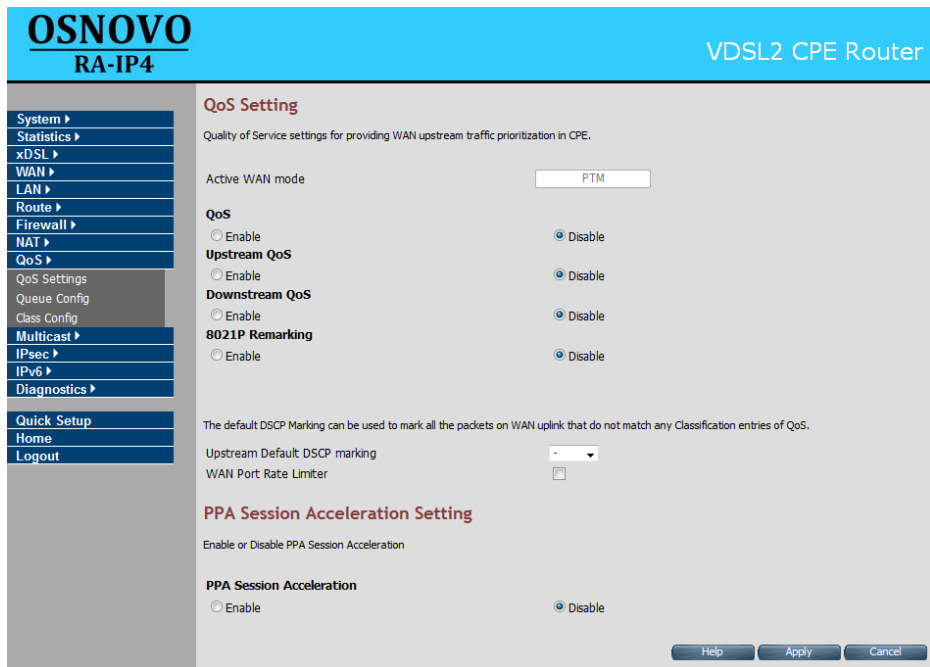 OSNOVO
RA-IP4
VDSL2 CPE Router
System
Statistics
xDSL
WAN
LAN
Route
Firewall
NAT
QoS
QoS Settings
Queue Config
Class Config
Multicast
IPsec
IPv6
Diagnostics
Quick Setup
Home
Logout
QoS Setting
Quality of Service settings for providing WAN upstream traffic prioritization in CPE.
Active WAN mode PTM
QoS
Enable Disable
Upstream QoS
Enable Disable
Downstream QoS
Enable Disable
8021P Remarking
Enable Disable
The default DSCP Marking can be used to mark all the packets on WAN uplink that do not match any Classification entries of QoS.
Upstream Default DSCP marking -
WAN Port Rate Limiter
PPA Session Acceleration Setting
Enable or Disable PPA Session Acceleration
PPA Session Acceleration
Enable Disable
Help Apply Cancel